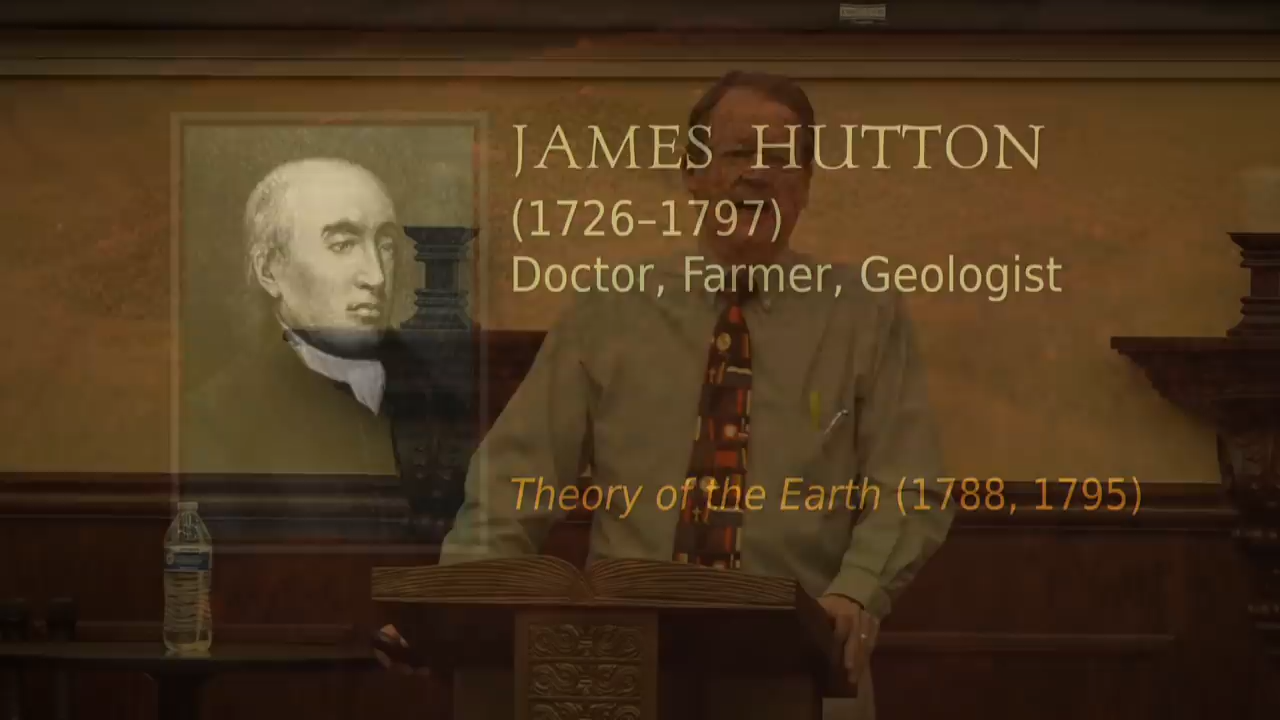 JAMES HUTTON
(1726–1797)
Doctor, Farmer, Geologist
Theory of the Earth (1788, 1795)